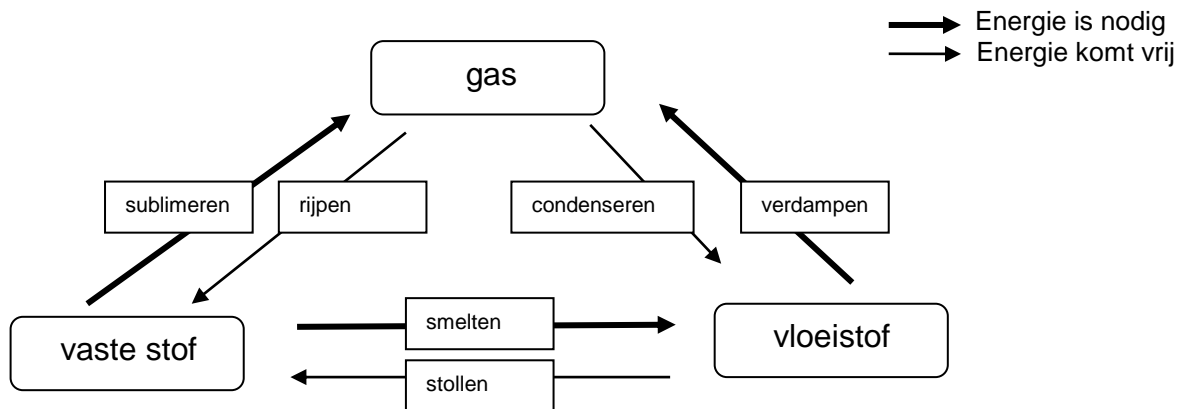 Energie is nodig
Energie komt vrij
gas
sublimeren
rijpen
condenseren
verdampen
vaste stof
smelten
vloeistof
stollen